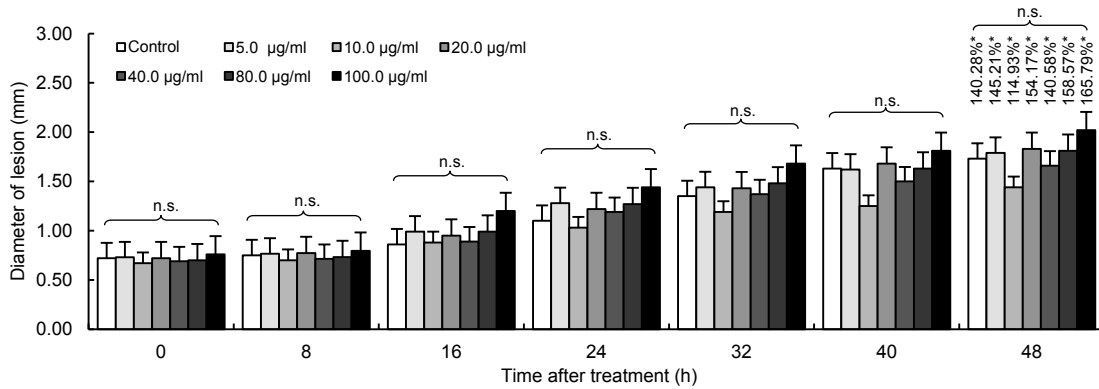 n.s.
3.00
2.50
2.00
1.50
1.00
0.50
0.00
Diameter of lesion (mm)
Control 5.0 µg/ml 10.0 µg/ml 20.0 µg/ml
40.0 µg/ml 80.0 µg/ml 100.0 µg/ml
n.s.
n.s.
n.s.
n.s.
n.s.
n.s.
140.28%*
145.21%*
114.93%*
154.17%*
140.58%*
158.57%*
165.79%*
0 8 16 24 32 40 48
Time after treatment (h)